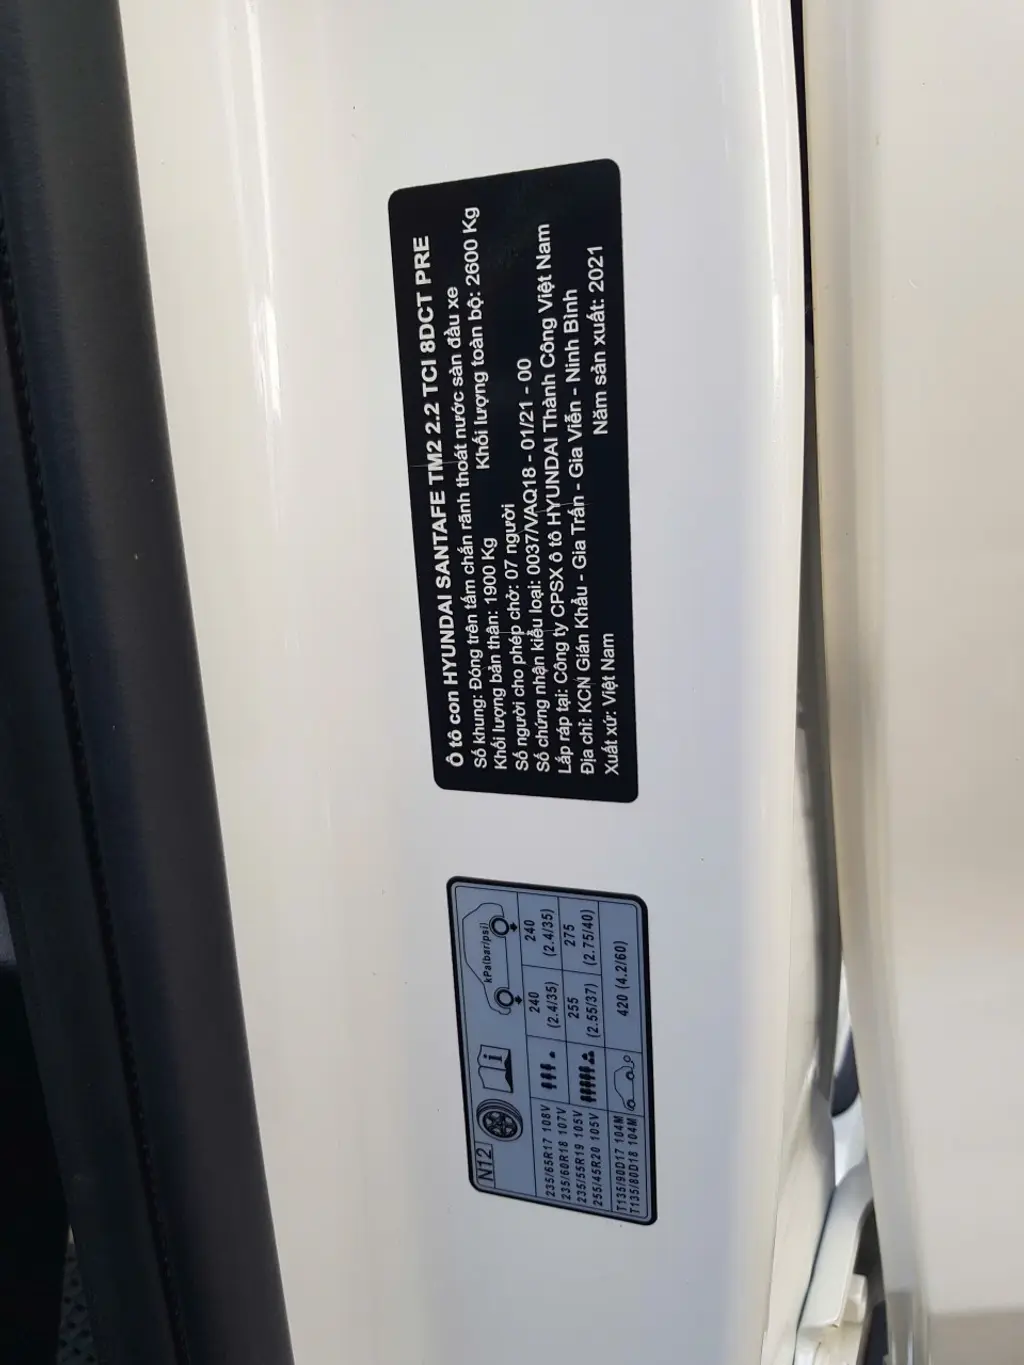 Ô tô con HYUNDAI SANTAFE TM2 2.2 TCI 8DCT PRE
Số khung: Đóng trên tấm chắn rãnh thoát nước sàn đầu xe
Khối lượng bản thân: 1900 Kg Khối lượng toàn bộ: 2600 Kg
Số người cho phép chở: 07 người
Số chứng nhận kiểu loại: 0037/VAQ18 - 01/21 - 00
Lắp ráp tại: Công ty CPSX ô tô HYUNDAI Thành Công Việt Nam
Địa chỉ: KCN Gián Khẩu - Gia Trấn - Gia Viễn - Ninh Bình
Xuất xứ: Việt Nam Năm sản xuất: 2021
N12 i kPa(bar/psi)
235/65R17 108V 240 240
235/60R18 107V (2.4/35) (2.4/35)
235/55R19 105V 255 275
255/45R20 105V (2.55/37) (2.75/40)
T135/90D17 104M 420 (4.2/60)
T135/80D18 104M